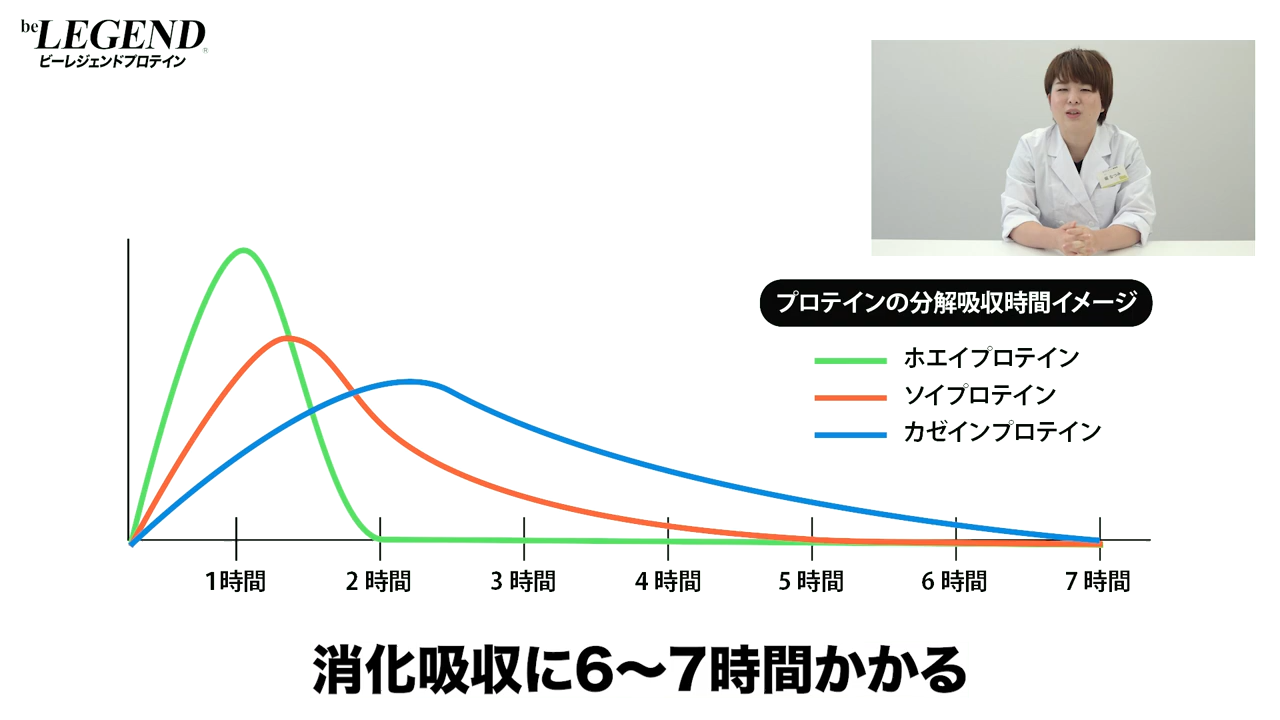 beLEGEND®
ビーレジェンドプロテイン
プロテインの分解吸収時間イメージ
ホエイプロテイン
ソイプロテイン
カゼインプロテイン
1時間 2時間 3時間 4時間 5時間 6時間 7時間
消化吸収に6〜7時間かかる